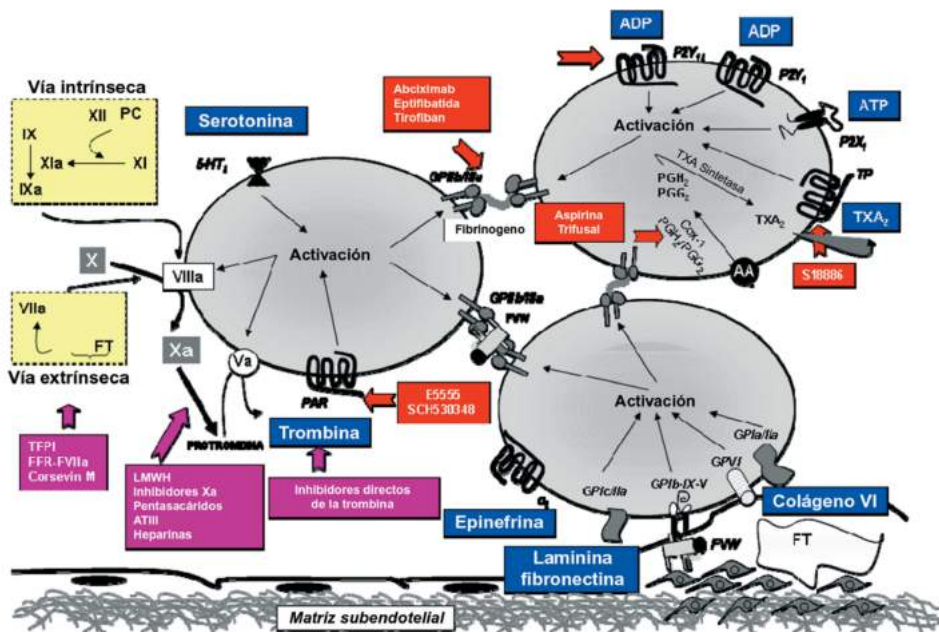 ADP
ADP
P2Y₁
Activación
ATP
P2X₁
TXA Sintetasa
PGH₂
PGG₂
TXA₂
TP
TXA₂
Cox-1
PGH₂/PGG₂
AA
S18886
Aspirina
Trifusal
Abciximab
Eptifibatida
Tirofiban
GPIIb/IIIa
Fibrinogeno
Serotonina
Activación
GPIIb/IIIa
FVW
PAR
E5555
SCH530348
Vía intrínseca
XII PC
IX
XIa
XI
IXa
X
VIIIa
VIIa
FT
Vía extrínseca
Xa
Va
PROTROMBINA
Trombina
TFPI
FFR-FVIIa
Corsevin M
LMWH
Inhibidores Xa
Pentasacáridos
ATIII
Heparinas
Inhibidores directos
de la trombina
Activación
GPIa/IIa
GPVI
GPIb-IX-V
GPIc/IIa
Epinefrina
Colágeno VI
Laminina
fibronectina
FVW
FT
Matríz subendotelial